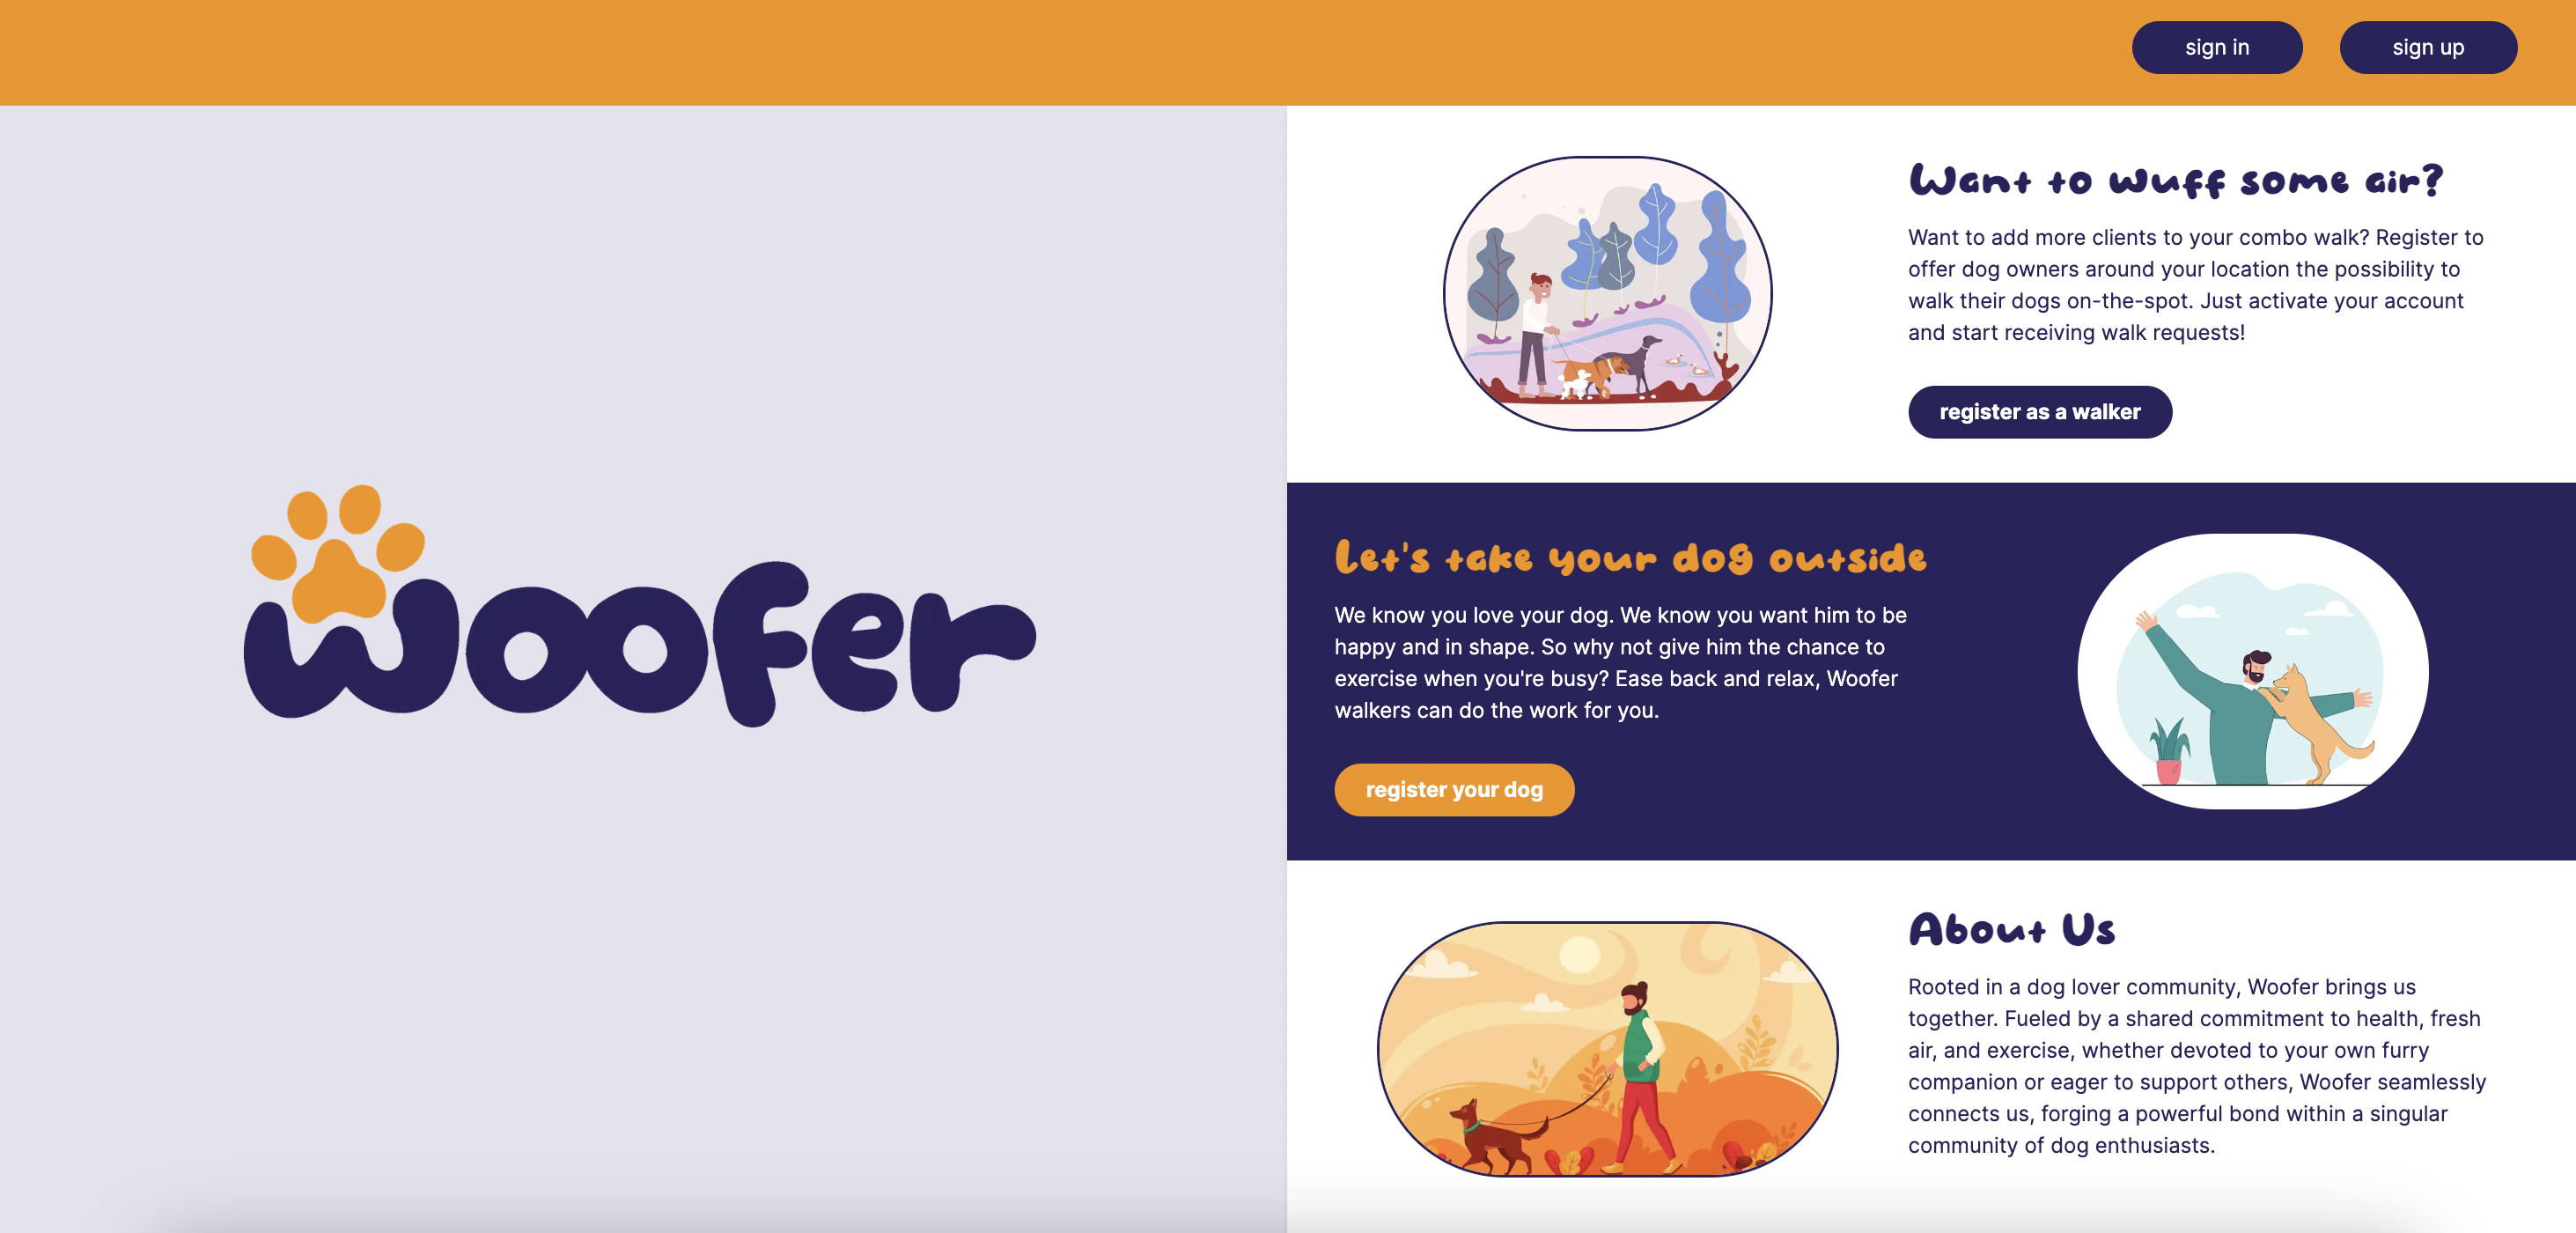 sign in
sign up
woofer
Want to wuff some air?
Want to add more clients to your combo walk? Register to
offer dog owners around your location the possibility to
walk their dogs on-the-spot. Just activate your account
and start receiving walk requests!
register as a walker
Let's take your dog outside
We know you love your dog. We know you want him to be
happy and in shape. So why not give him the chance to
exercise when you're busy? Ease back and relax, Woofer
walkers can do the work for you.
register your dog
About Us
Rooted in a dog lover community, Woofer brings us
together. Fueled by a shared commitment to health, fresh
air, and exercise, whether devoted to your own furry
companion or eager to support others, Woofer seamlessly
connects us, forging a powerful bond within a singular
community of dog enthusiasts.